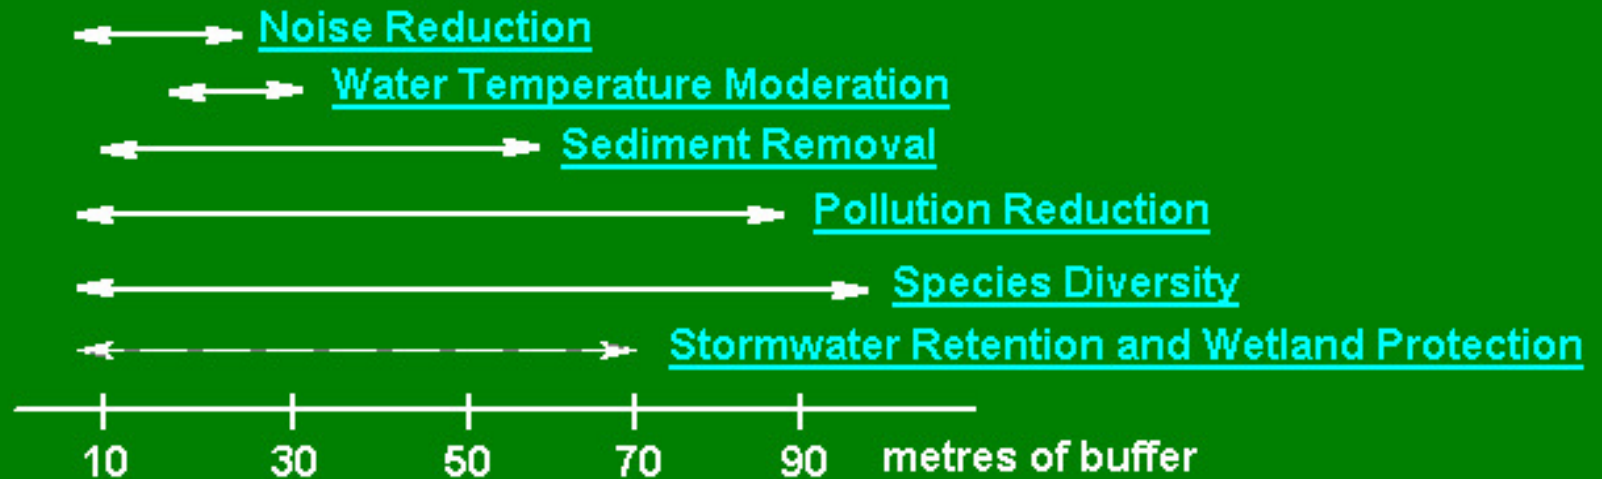 Noise Reduction
Water Temperature Moderation
Sediment Removal
Pollution Reduction
Species Diversity
Stormwater Retention and Wetland Protection
10 30 50 70 90 metres of buffer